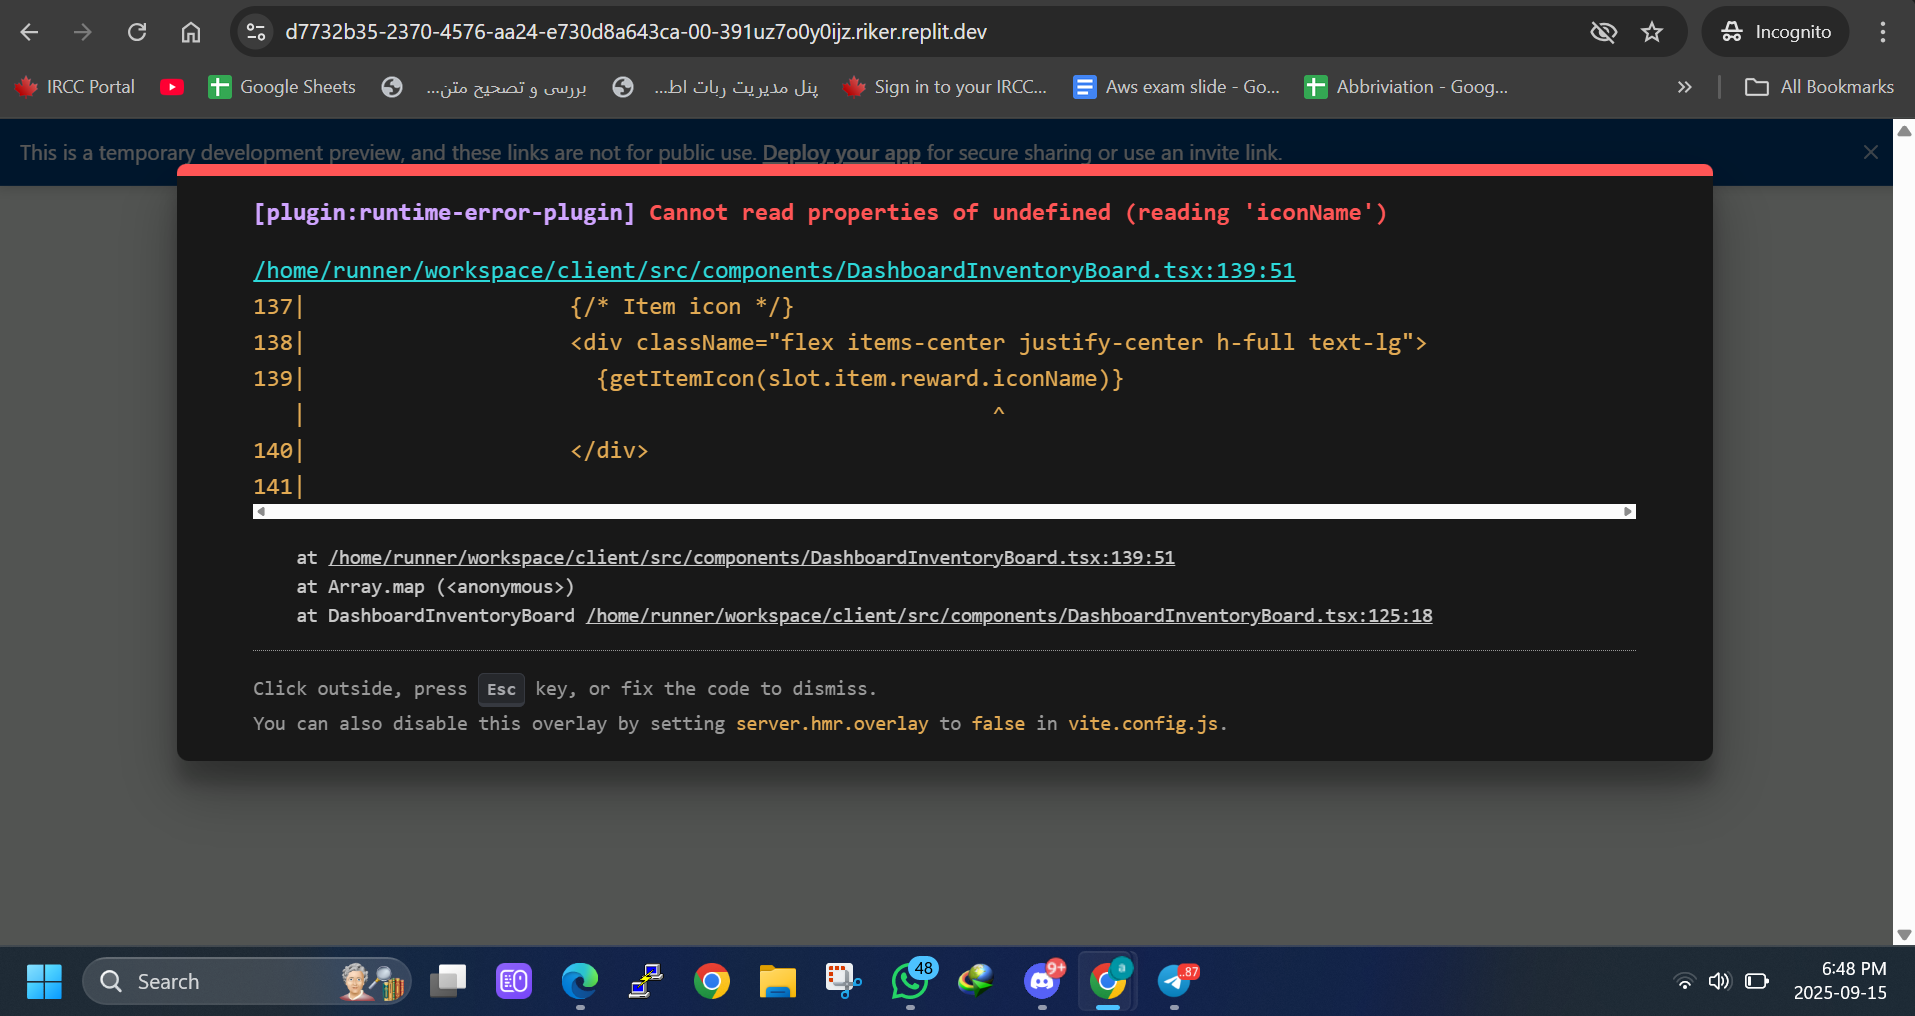 d7732b35-2370-4576-aa24-e730d8a643ca-00-391uz7o0y0ijz.riker.replit.dev
Incognito
IRCC Portal
Google Sheets
بررسی و تصحیح متن...
پنل مدیریت ربات اط...
Sign in to your IRCC...
Aws exam slide - Go...
Abbriviation - Goog...
All Bookmarks
This is a temporary development preview, and these links are not for public use. Deploy your app for secure sharing or use an invite link.
[plugin:runtime-error-plugin] Cannot read properties of undefined (reading 'iconName')
/home/runner/workspace/client/src/components/DashboardInventoryBoard.tsx:139:51
137| {/* Item icon */}
138| <div className="flex items-center justify-center h-full text-lg">
139| {getItemIcon(slot.item.reward.iconName)}
| ^
140| </div>
141|
at /home/runner/workspace/client/src/components/DashboardInventoryBoard.tsx:139:51
at Array.map (<anonymous>)
at DashboardInventoryBoard /home/runner/workspace/client/src/components/DashboardInventoryBoard.tsx:125:18
Click outside, press Esc key, or fix the code to dismiss.
You can also disable this overlay by setting server.hmr.overlay to false in vite.config.js.
Search
48
9+
a
..87
6:48 PM
2025-09-15